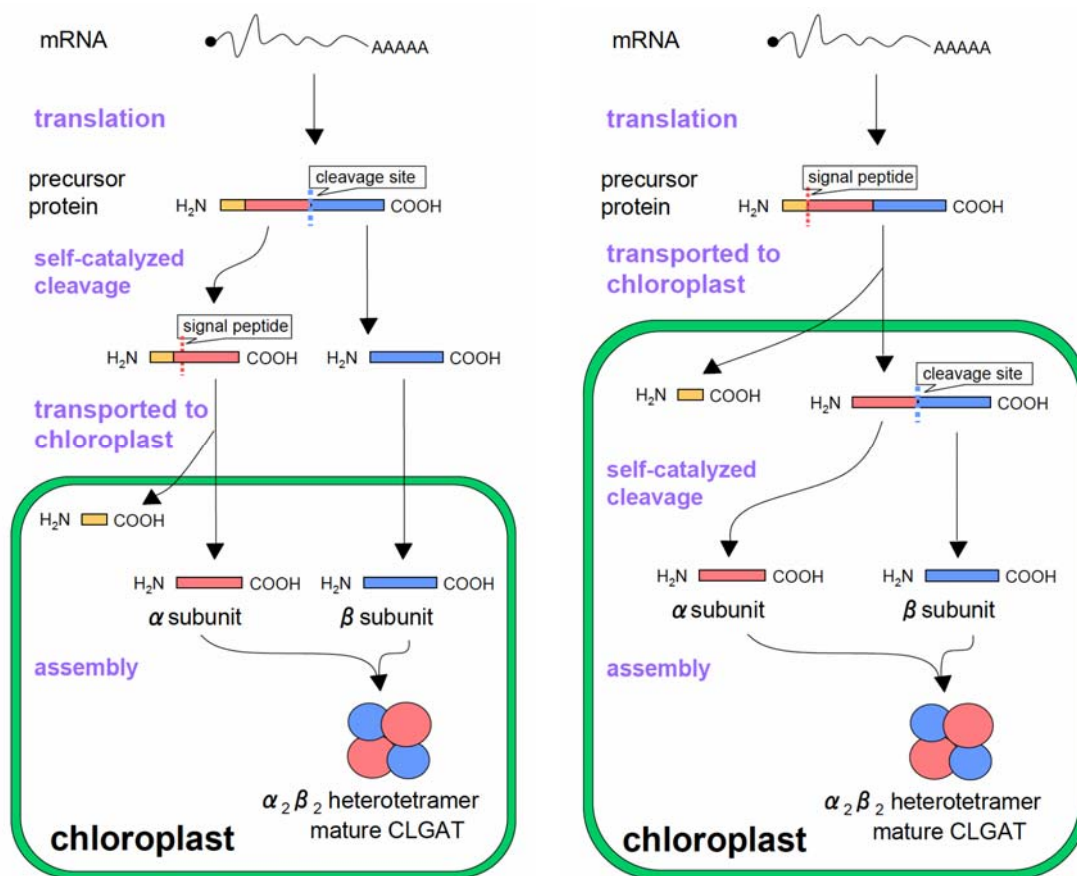 mRNA
AAAAA
translation
precursor
protein
cleavage site
H₂N
COOH
self-catalyzed
cleavage
signal peptide
H₂N
COOH
H₂N
COOH
transported to
chloroplast
H₂N
COOH
H₂N
COOH
H₂N
COOH
α subunit
β subunit
assembly
α₂β₂ heterotetramer
mature CLGAT
chloroplast
mRNA
AAAAA
translation
precursor
protein
signal peptide
H₂N
COOH
transported to
chloroplast
H₂N
COOH
cleavage site
H₂N
COOH
self-catalyzed
cleavage
H₂N
COOH
H₂N
COOH
α subunit
β subunit
assembly
α₂β₂ heterotetramer
mature CLGAT
chloroplast